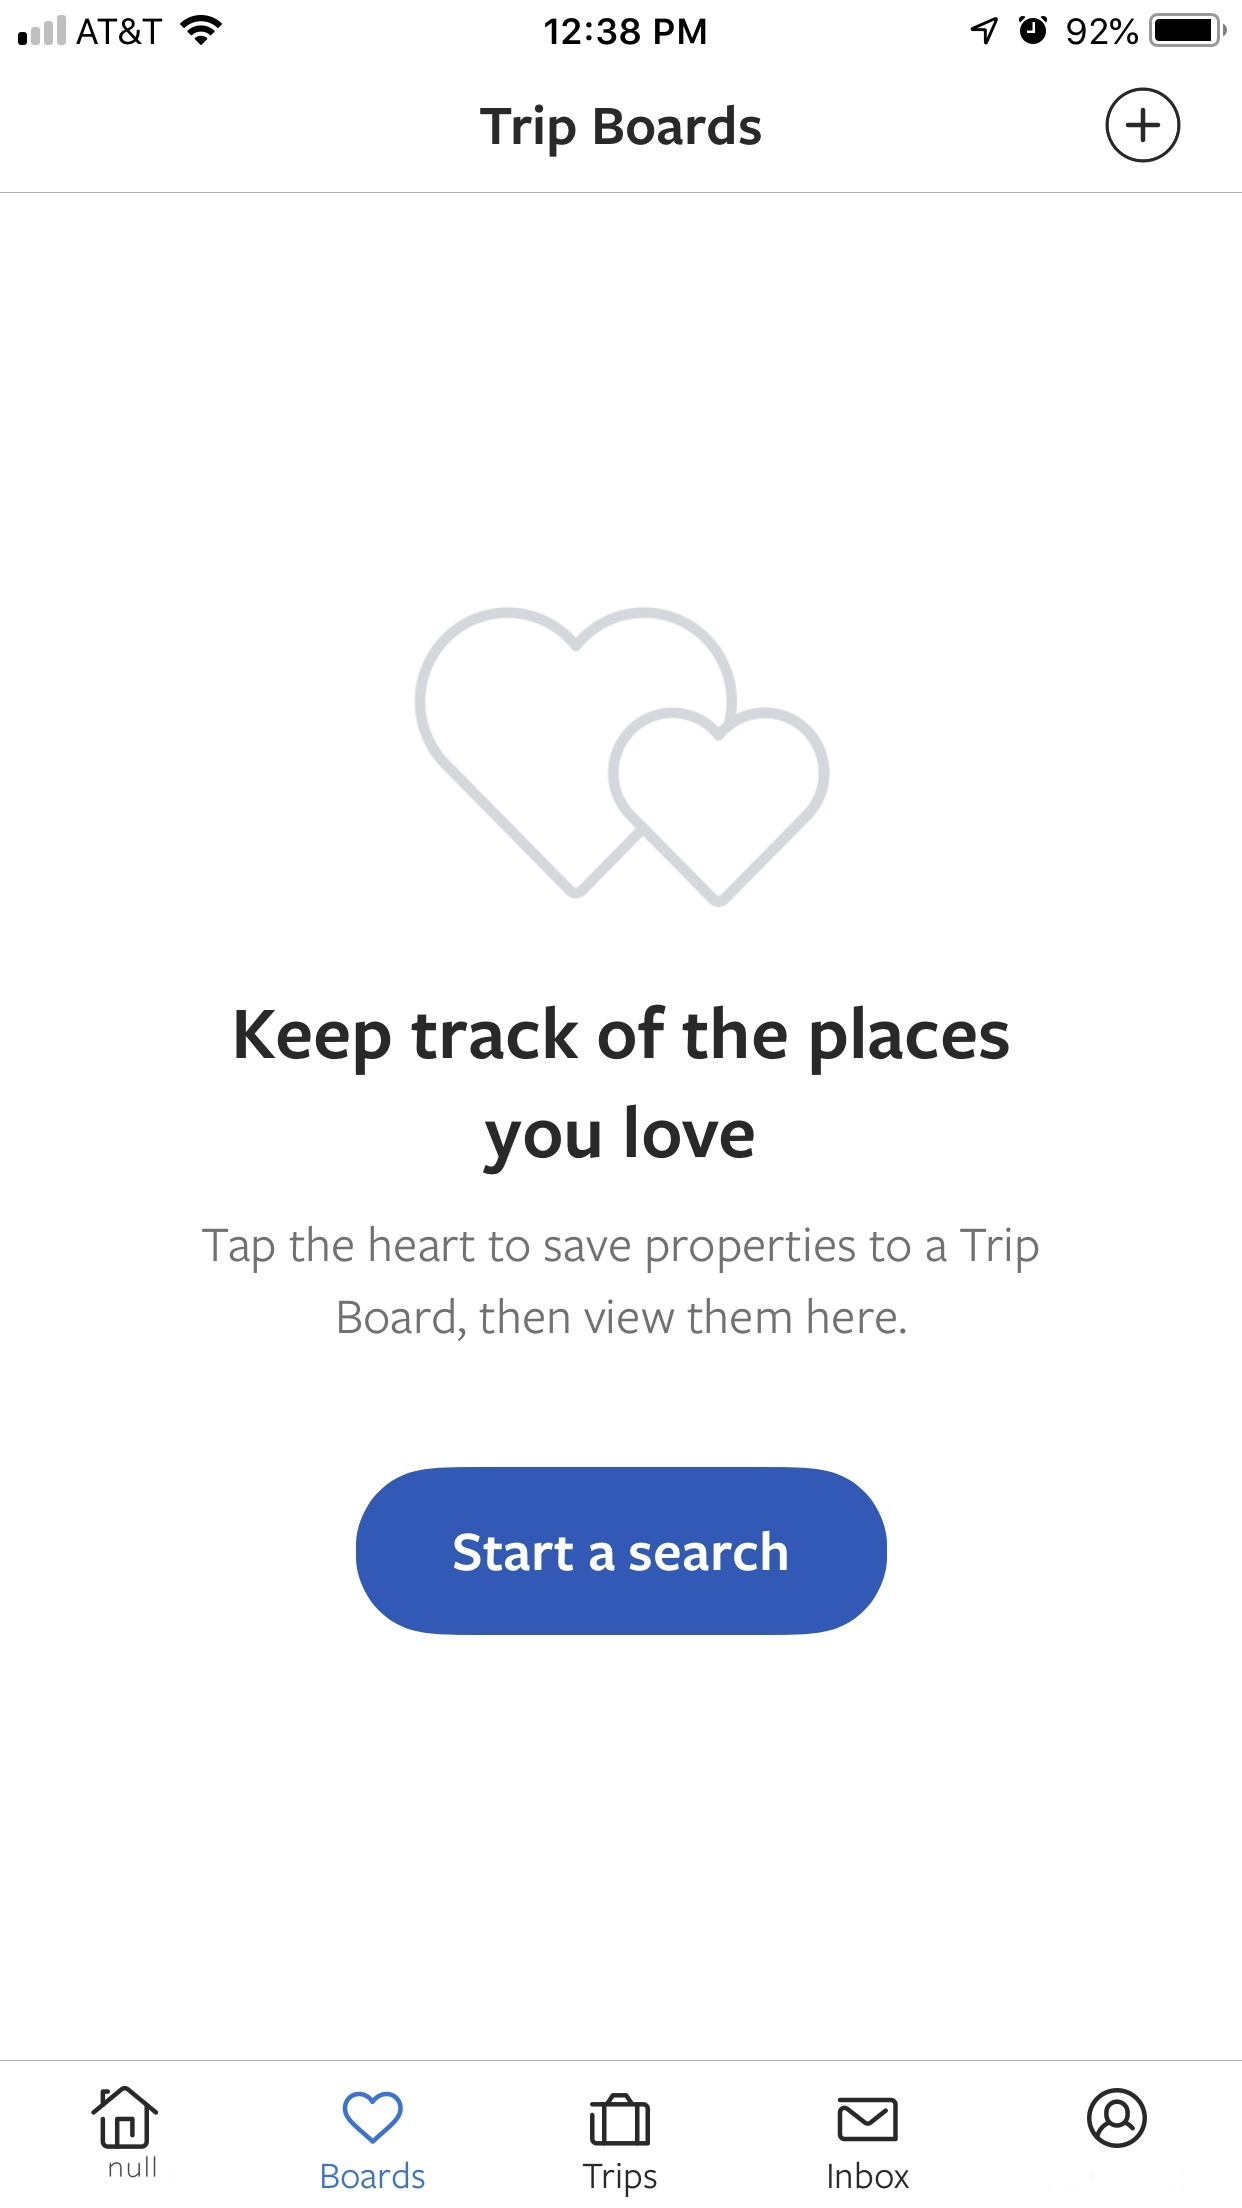 AT&T 12:38 PM 92%
Trip Boards
Keep track of the places
you love
Tap the heart to save properties to a Trip
Board, then view them here.
Start a search
null Boards Trips Inbox